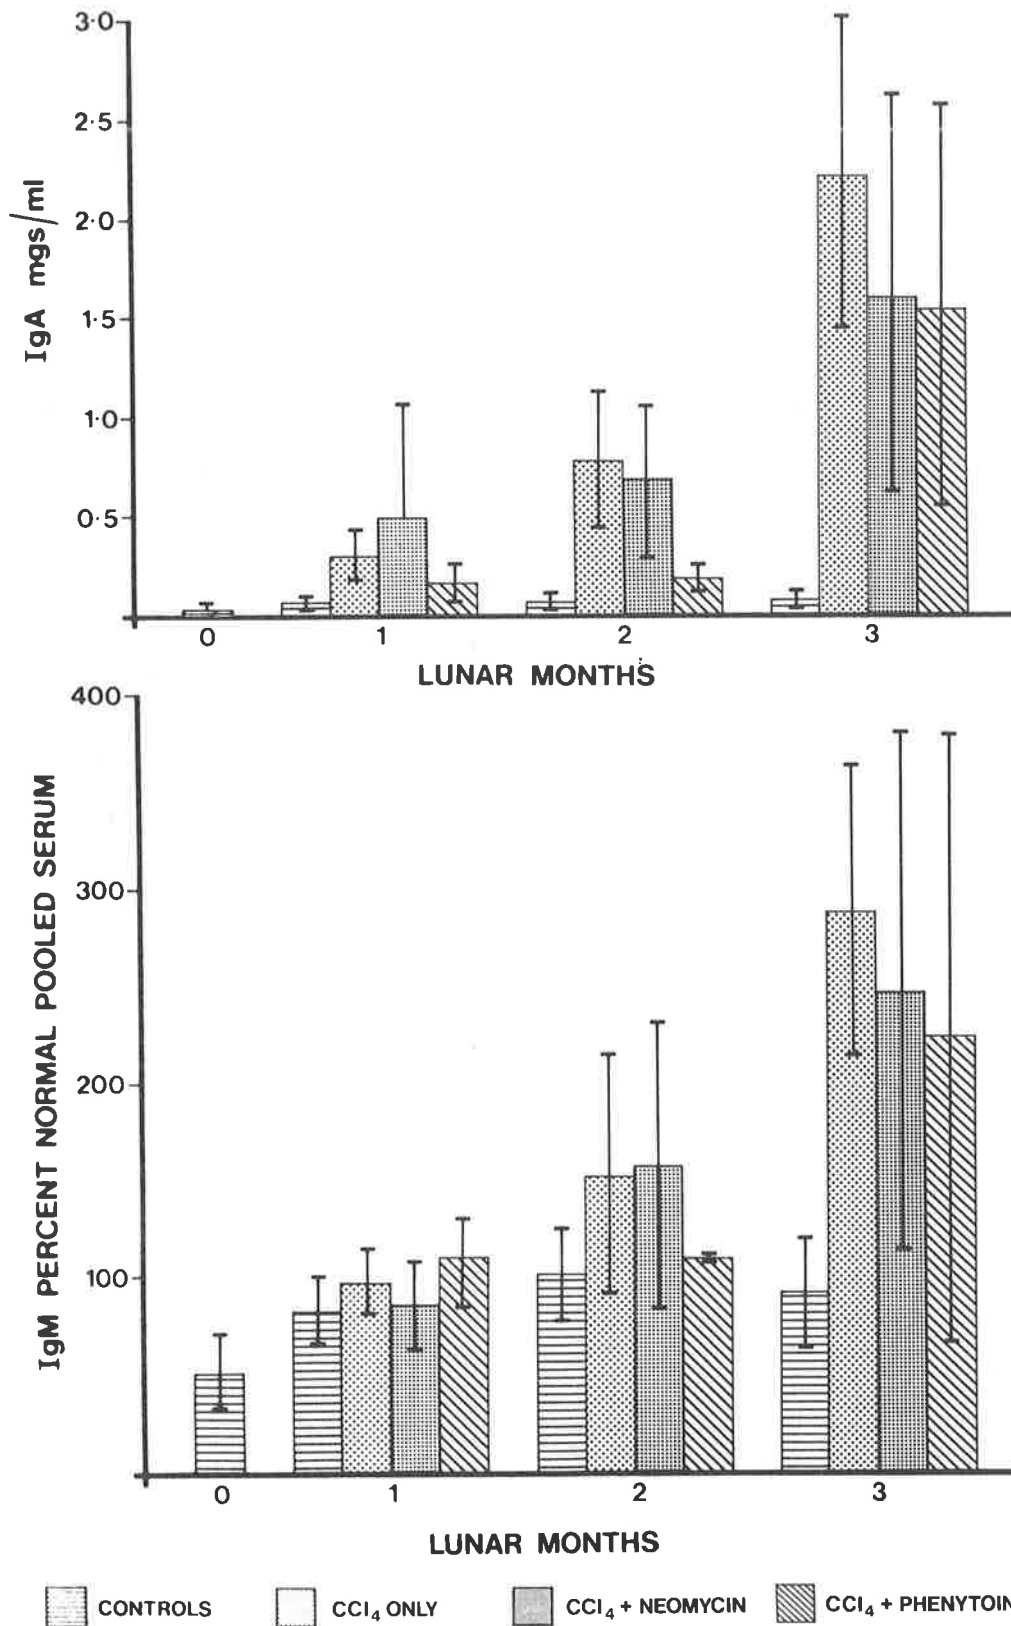 3·0
2·5
2·0
1·5
1·0
0·5
IgA mgs/ml
0 1 2 3
LUNAR MONTHS
400
300
200
100
IgM PERCENT NORMAL POOLED SERUM
0 1 2 3
LUNAR MONTHS
CONTROLS CCl₄ ONLY CCl₄ + NEOMYCIN CCl₄ + PHENYTOIN